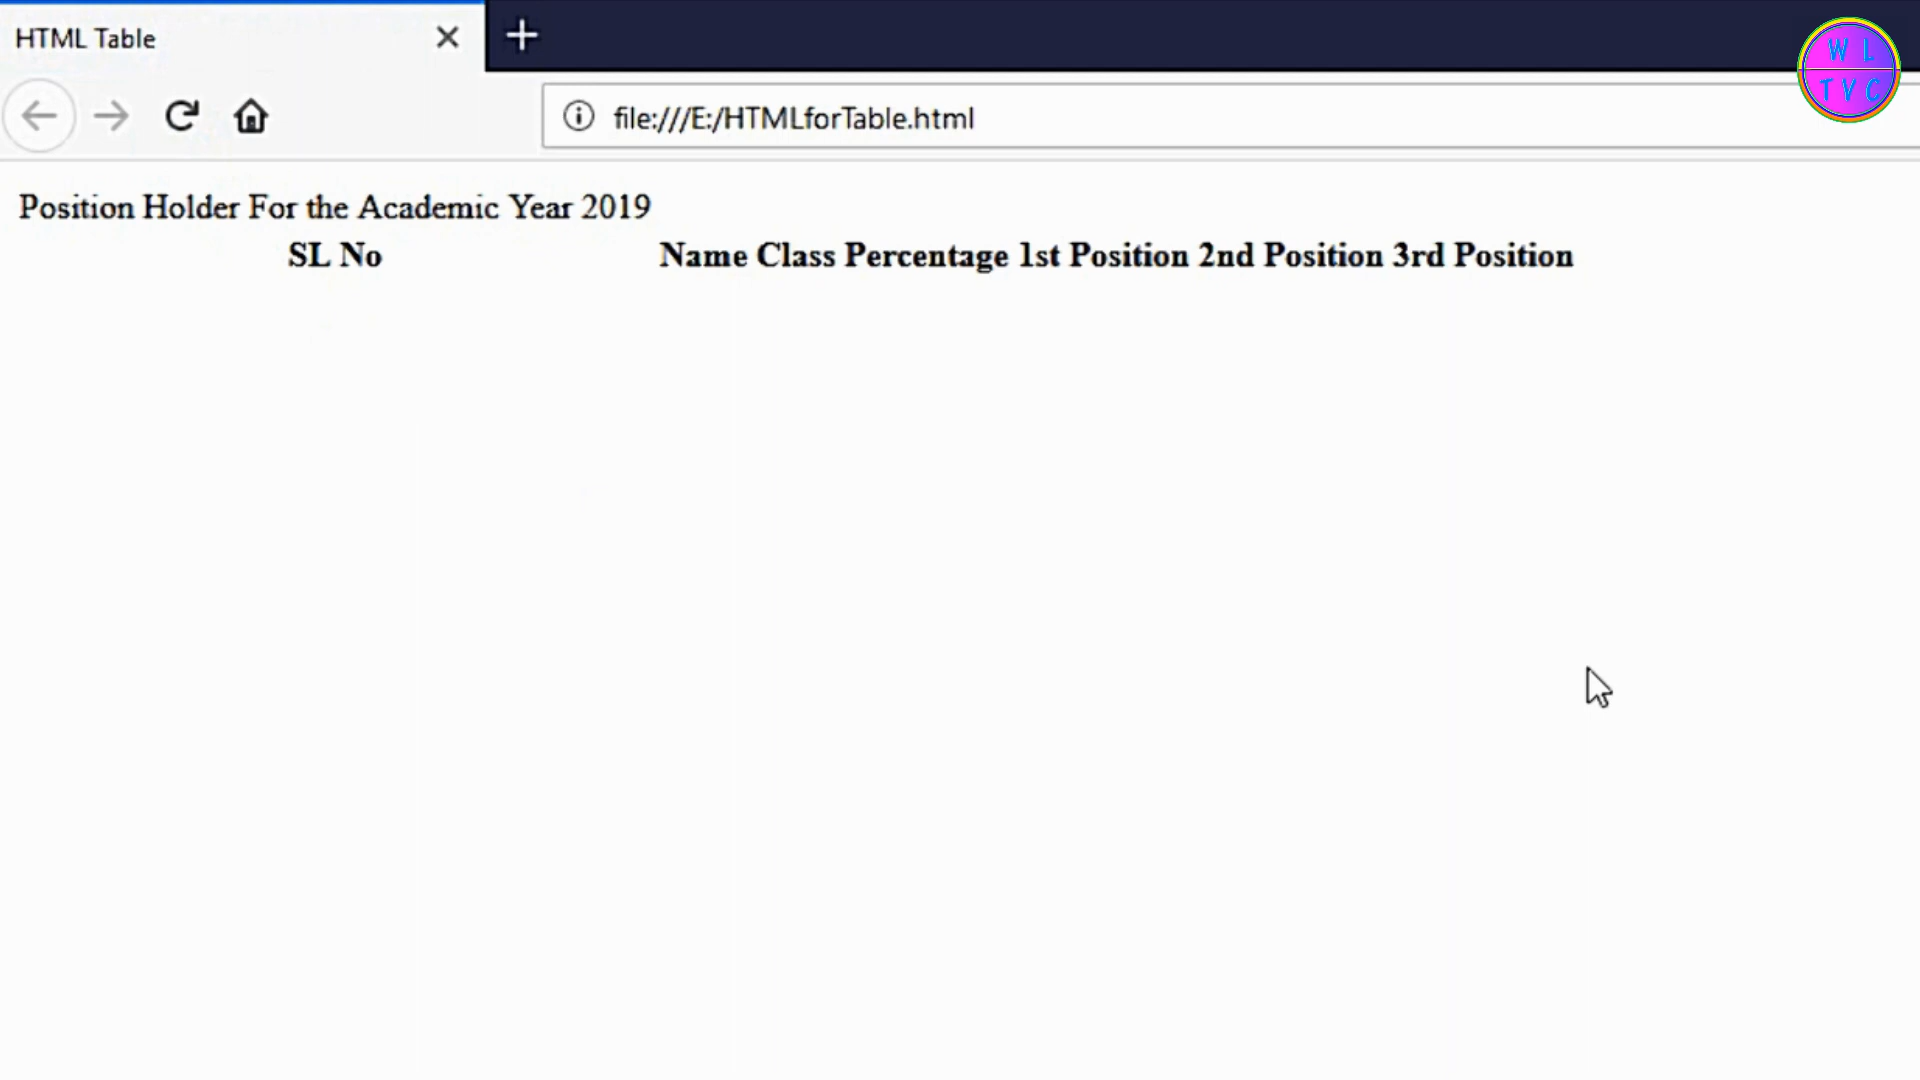 HTML Table
W L
T V C
file:///E:/HTMLforTable.html
Position Holder For the Academic Year 2019
SL No Name Class Percentage 1st Position 2nd Position 3rd Position